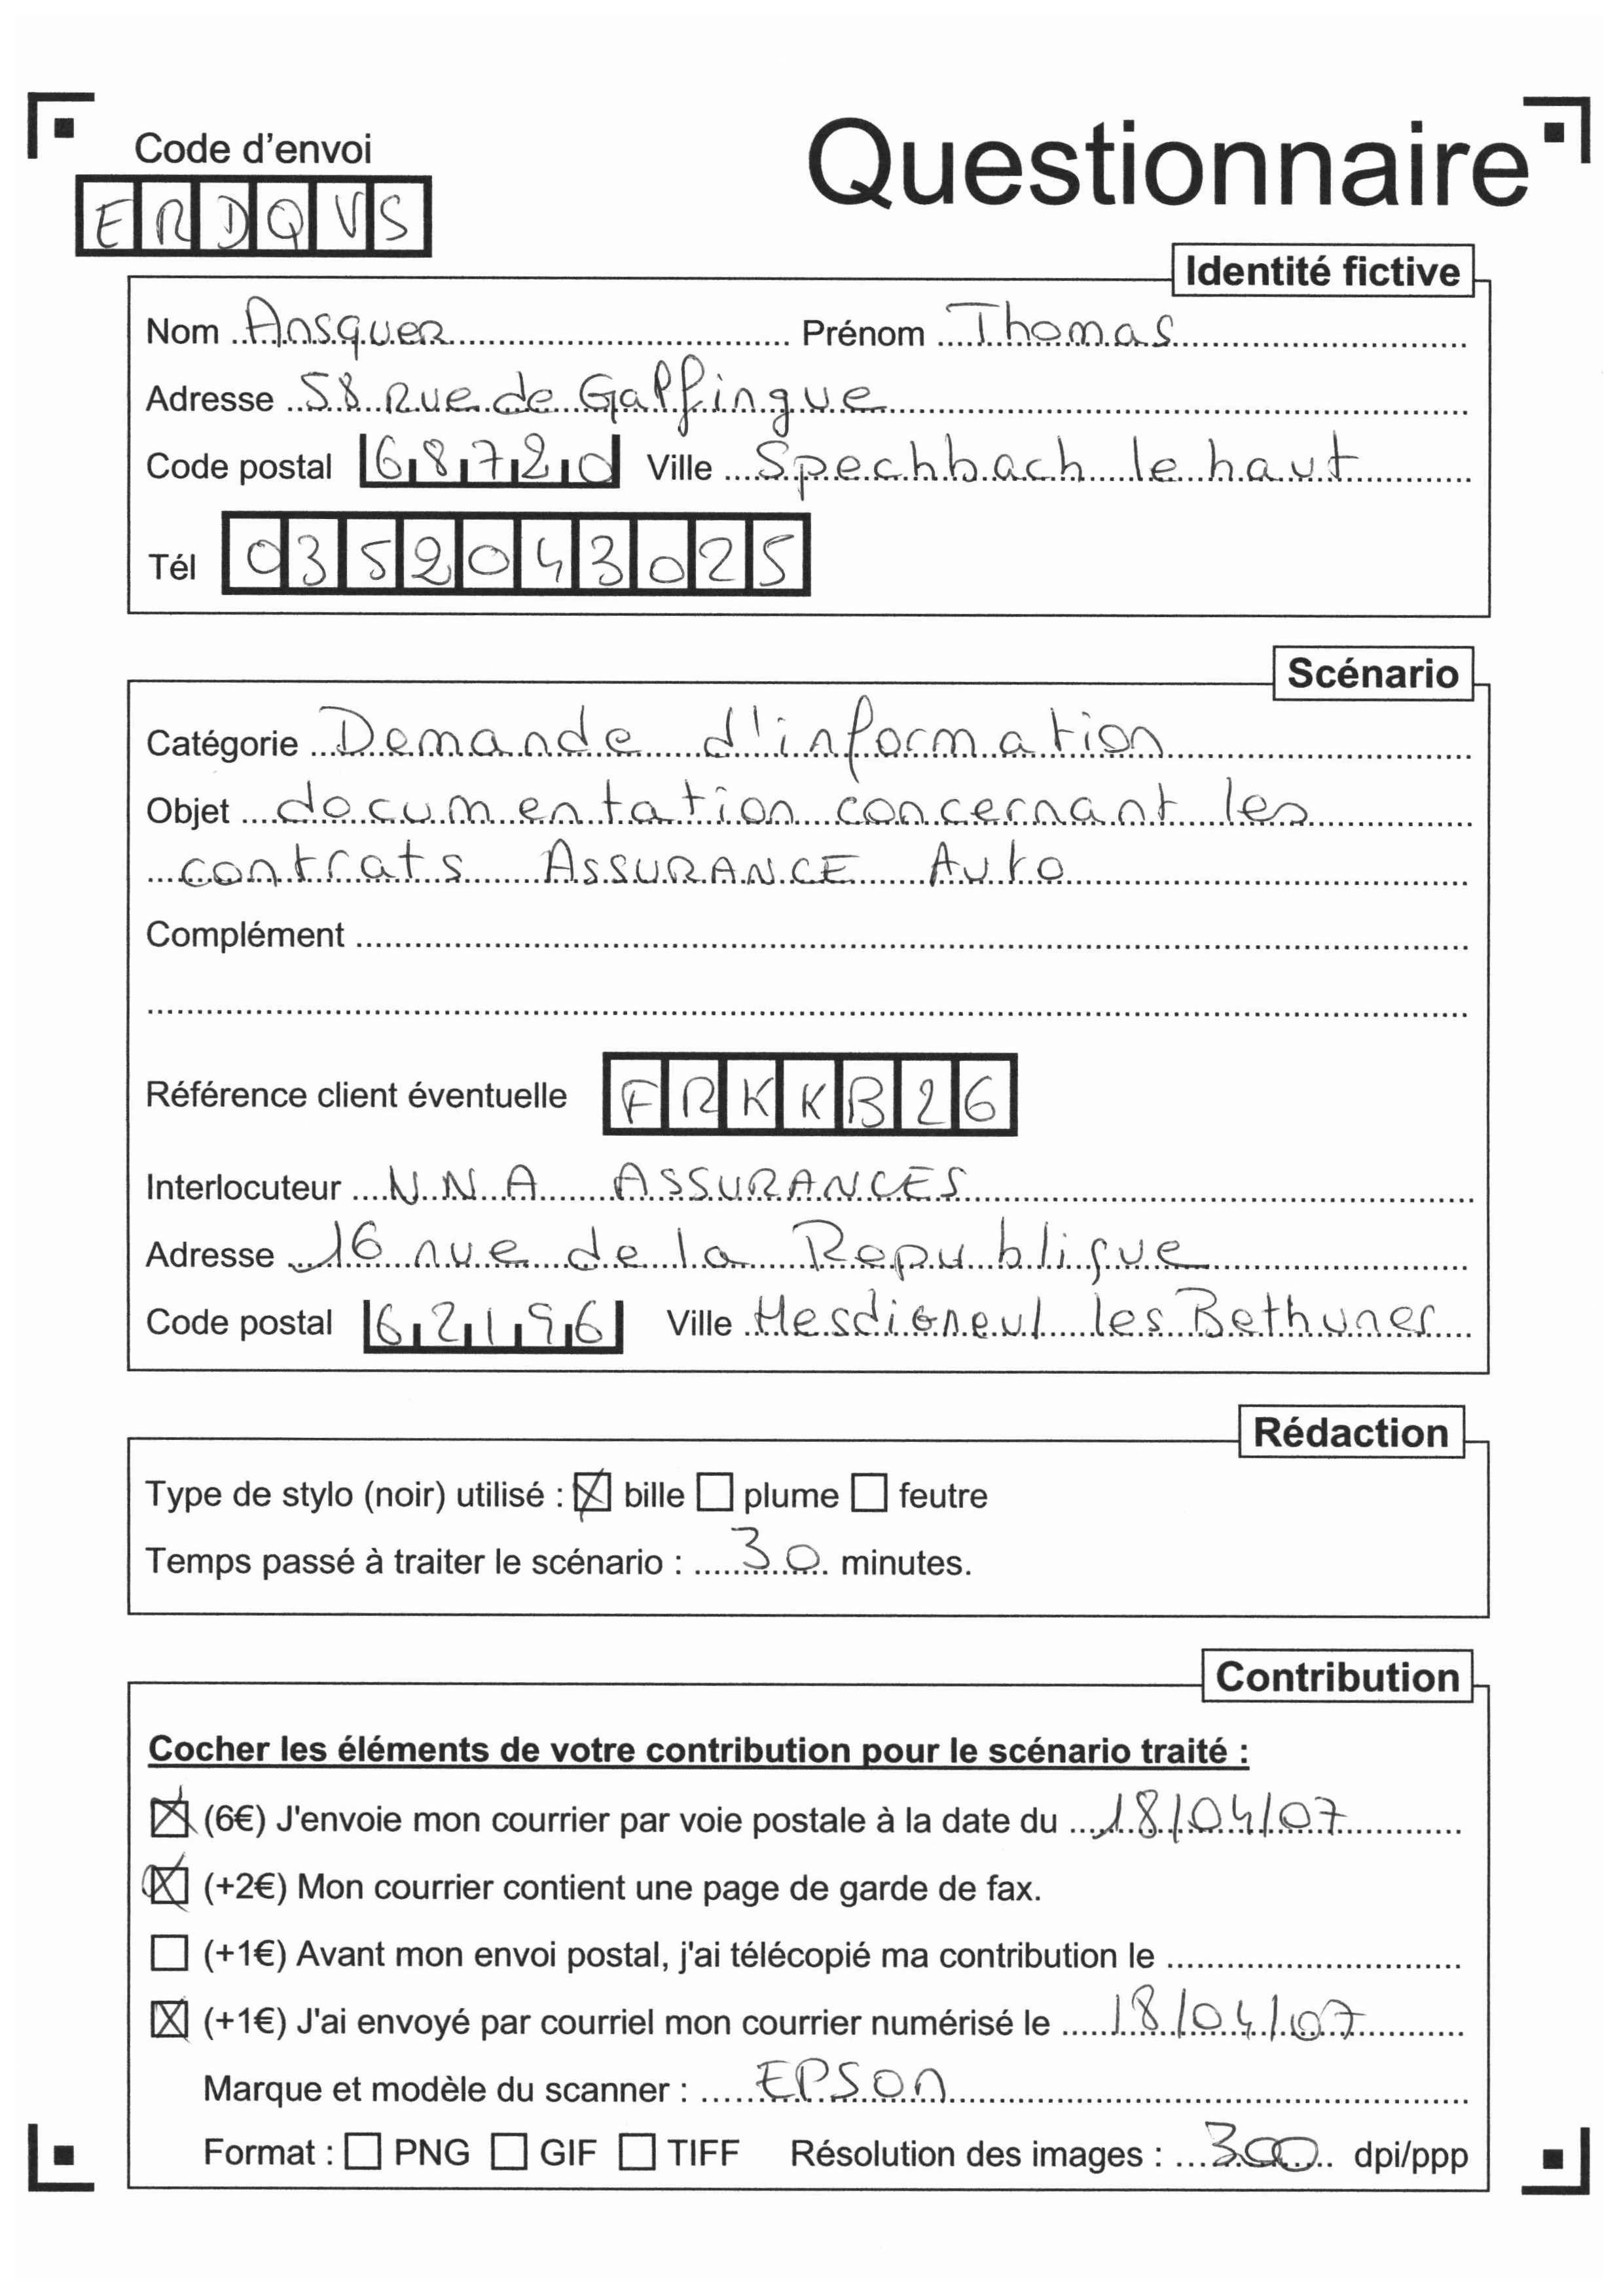 Code d'envoi
Questionnaire
ERDQVS
Identité fictive
Nom Ansquer Prénom Thomas
Adresse 58 Rue de Galfingue
Code postal 68720 Ville Spechbach le haut
Tél 0352043025
Scénario
Catégorie Demande d'information
Objet documentation concernant les
contrats ASSURANCE Auto
Complément
Référence client éventuelle FRKKB26
Interlocuteur NNA ASSURANCES
Adresse 16 rue de la Republique
Code postal 62196 Ville Hesdigneul les Bethunes
Rédaction
Type de stylo (noir) utilisé : ☒ bille ☐ plume ☐ feutre
Temps passé à traiter le scénario : 30 minutes.
Contribution
Cocher les éléments de votre contribution pour le scénario traité :
☒ (6€) J'envoie mon courrier par voie postale à la date du 18/04/07
☒ (+2€) Mon courrier contient une page de garde de fax.
☐ (+1€) Avant mon envoi postal, j'ai télécopié ma contribution le
☒ (+1€) J'ai envoyé par courriel mon courrier numérisé le 18/04/07
Marque et modèle du scanner : EPSON
Format : ☐ PNG ☐ GIF ☐ TIFF Résolution des images : 300 dpi/ppp